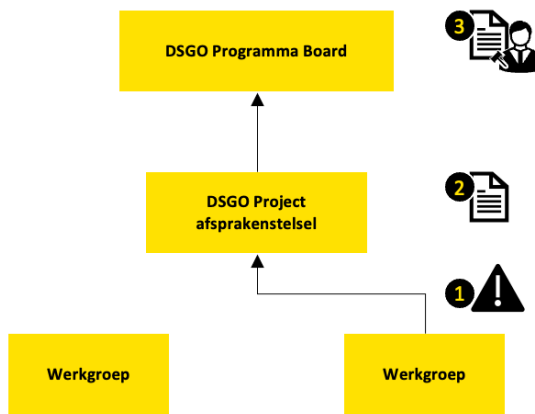 DSGO Programma Board
3
DSGO Project
afsprakenstelsel
2
1
Werkgroep
Werkgroep